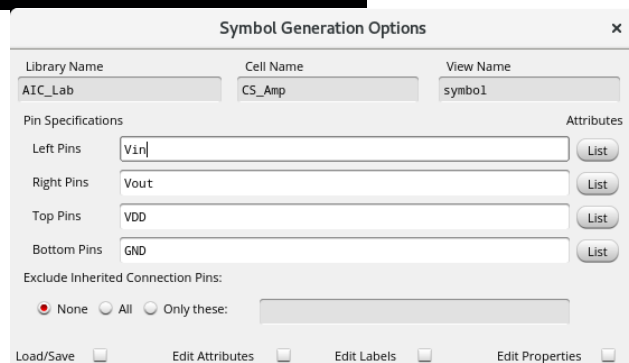 Symbol Generation Options ×
Library Name Cell Name View Name
AIC_Lab CS_Amp symbol
Pin Specifications Attributes
Left Pins Vin List
Right Pins Vout List
Top Pins VDD List
Bottom Pins GND List
Exclude Inherited Connection Pins:
None All Only these:
Load/Save Edit Attributes Edit Labels Edit Properties